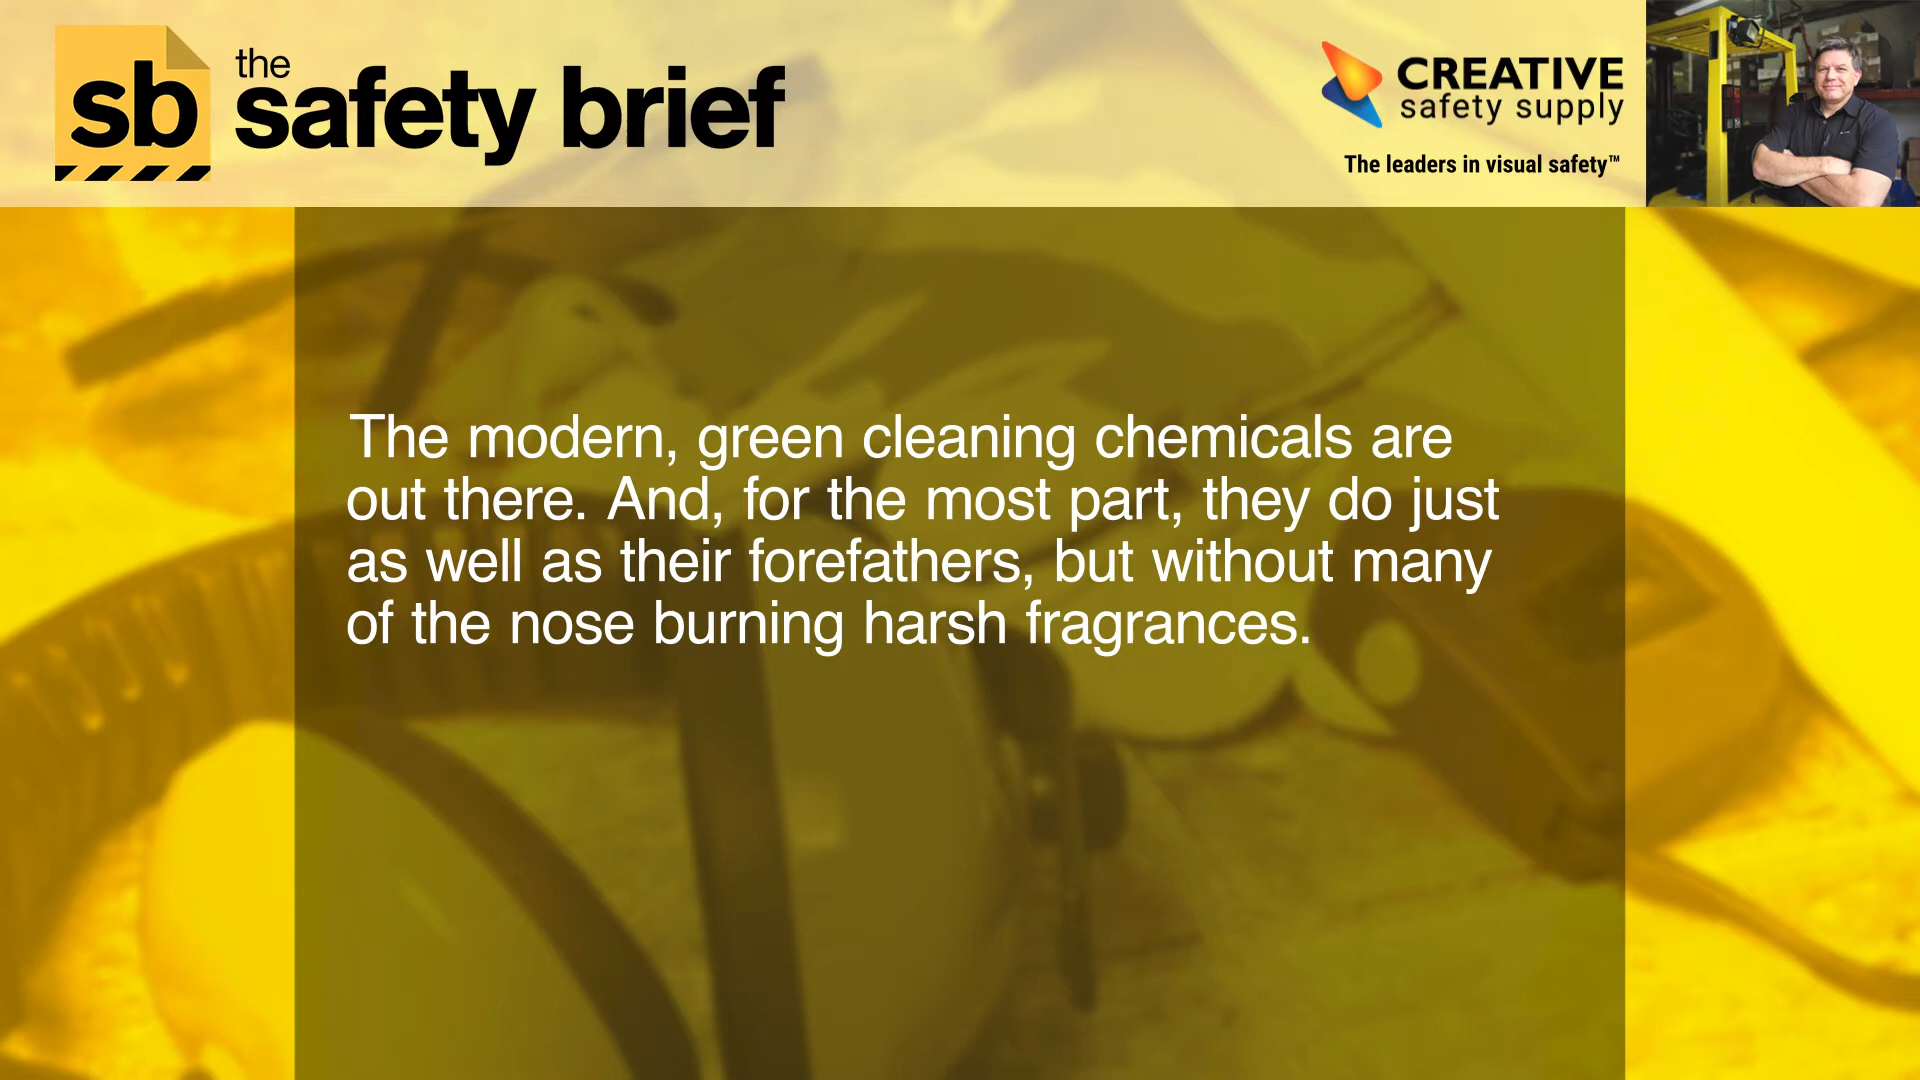 sb
the
safety brief
CREATIVE
safety supply
The leaders in visual safety™
The modern, green cleaning chemicals are
out there. And, for the most part, they do just
as well as their forefathers, but without many
of the nose burning harsh fragrances.